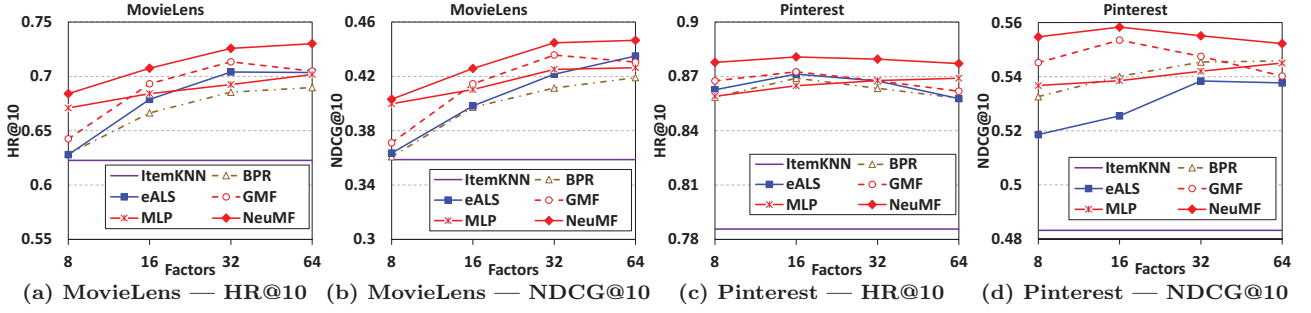 MovieLens
0.75
0.7
0.65
0.6
0.55
HR@10
ItemKNN
BPR
eALS
GMF
MLP
NeuMF
8
16
32
64
Factors
(a) MovieLens — HR@10
MovieLens
0.46
0.42
0.38
0.34
0.3
NDCG@10
ItemKNN
BPR
eALS
GMF
MLP
NeuMF
8
16
32
64
Factors
(b) MovieLens — NDCG@10
Pinterest
0.9
0.87
0.84
0.81
0.78
HR@10
ItemKNN
BPR
eALS
GMF
MLP
NeuMF
8
16
32
64
Factors
(c) Pinterest — HR@10
Pinterest
0.56
0.54
0.52
0.5
0.48
NDCG@10
ItemKNN
BPR
eALS
GMF
MLP
NeuMF
8
16
32
64
Factors
(d) Pinterest — NDCG@10